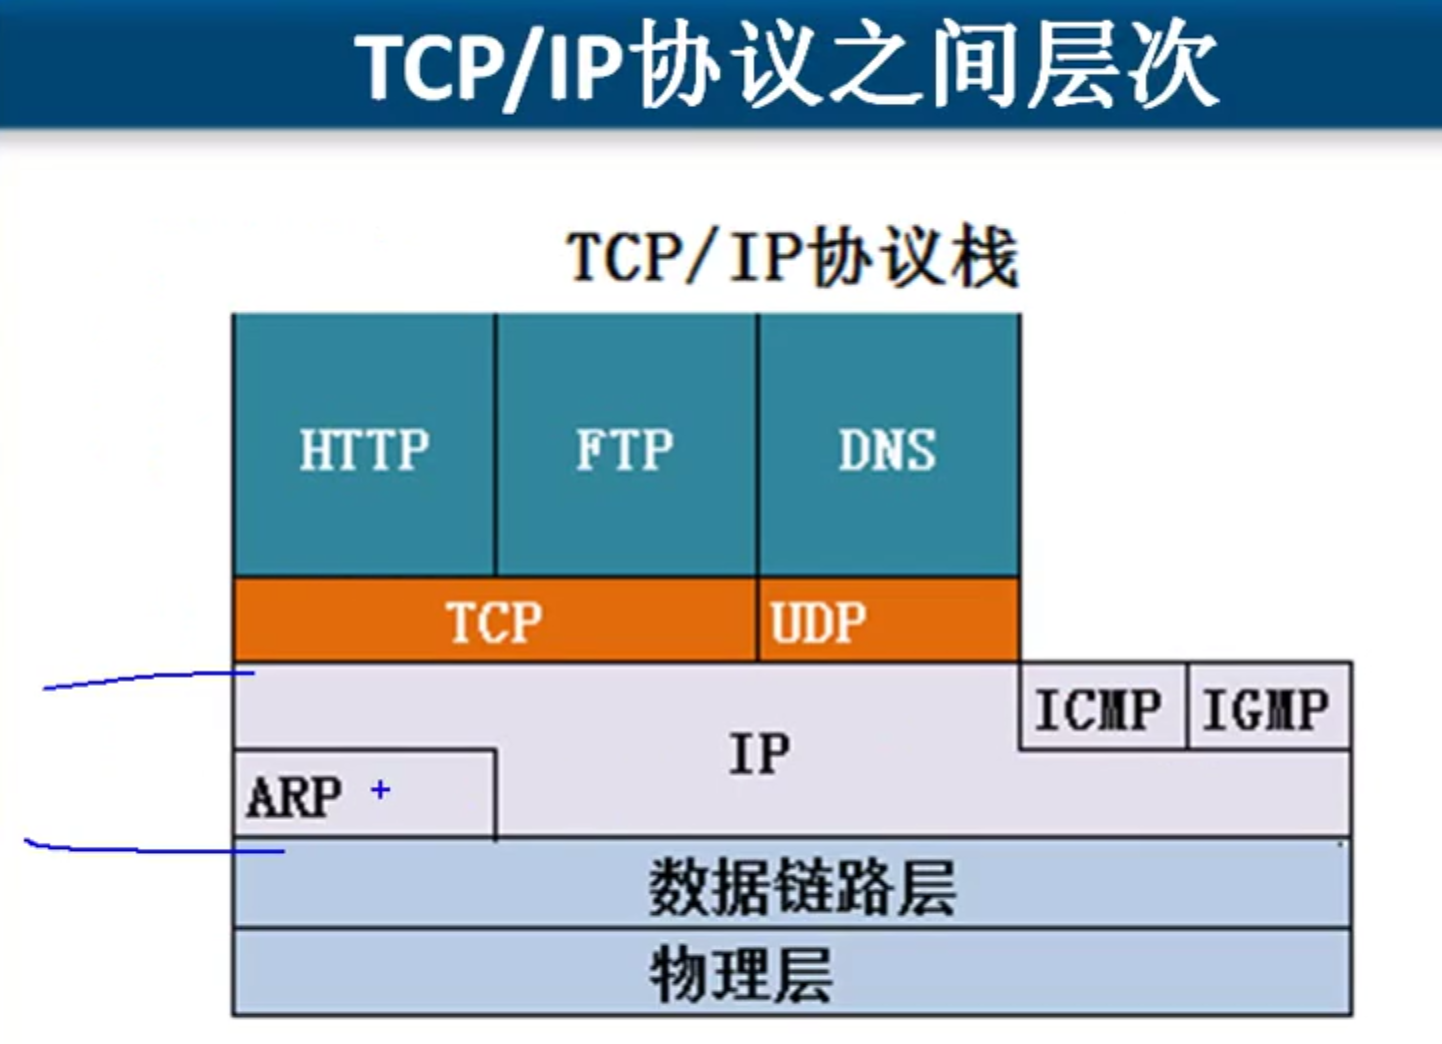 TCP/IP协议之间层次
TCP/IP协议栈
HTTP FTP DNS
TCP UDP
ICMP IGMP
IP
ARP
数据链路层
物理层